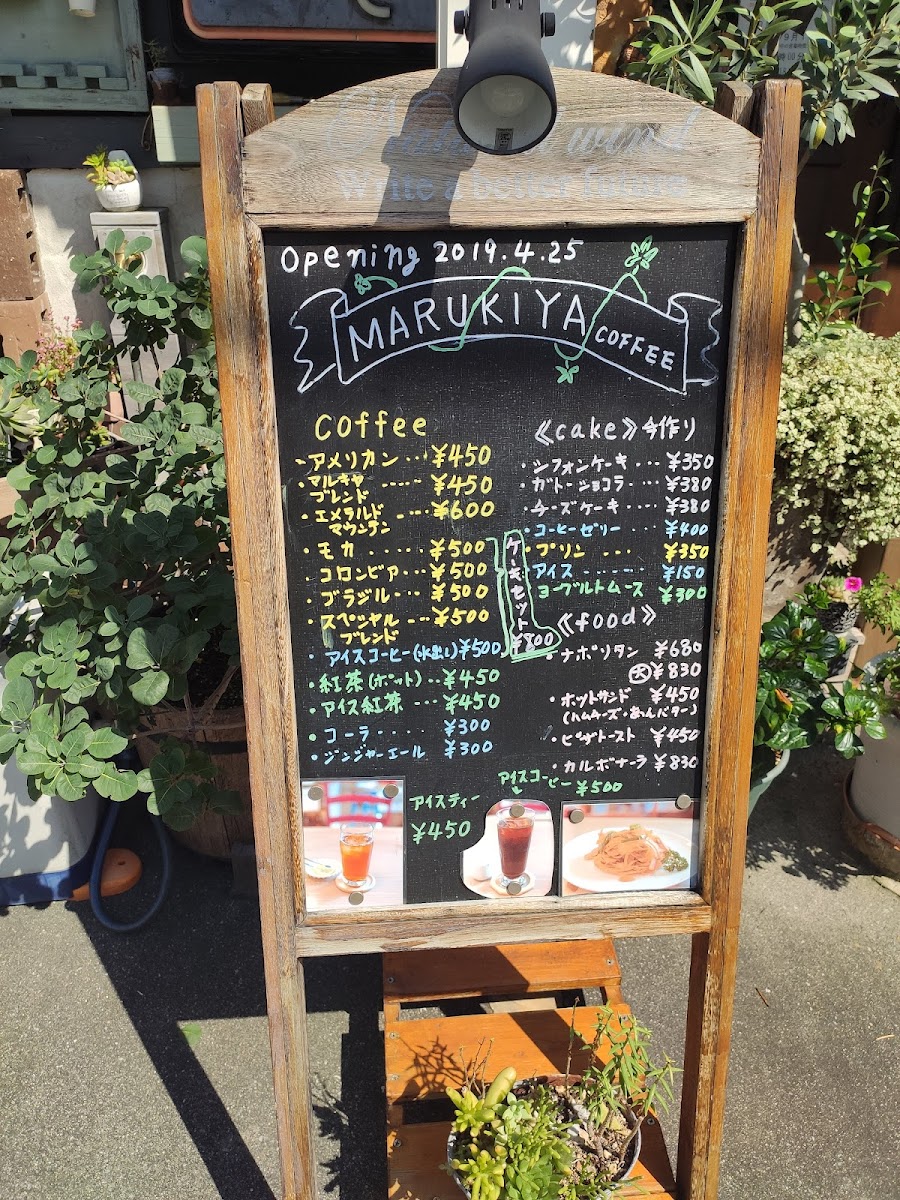 wind
Write a better future
Opening 2019.4.25
MARUKIYA COFFEE
Coffee
・アメリカン…¥450
・マルキヤ
ブレンド ‥‥‥¥450
・エメラルド
マウンテン ‥‥¥600
・モカ ‥‥‥¥500
・コロンビア…¥500
・ブラジル…¥500
・スペシャル
ブレンド …¥500
・アイスコーヒー(水出し)¥500
・紅茶(ポット)‥¥450
・アイス紅茶 …¥450
・コーラ‥‥‥¥300
・ジンジャーエール ¥300
ケーキセット
¥800
《cake》手作り
・シフォンケーキ‥‥¥350
・ガトーショコラ‥‥¥380
・チーズケーキ‥‥¥380
・コーヒーゼリー ‥‥¥400
・プリン …¥350
アイス ‥‥‥¥150
ヨーグルトムース ¥300
《food》
・ナポリタン ¥680
大¥830
・ホットサンド ¥450
(ハムチーズ・あんバター)
・ピザトースト ¥450
・カルボナーラ ¥830
アイスティー
¥450
アイスコーヒー
¥500